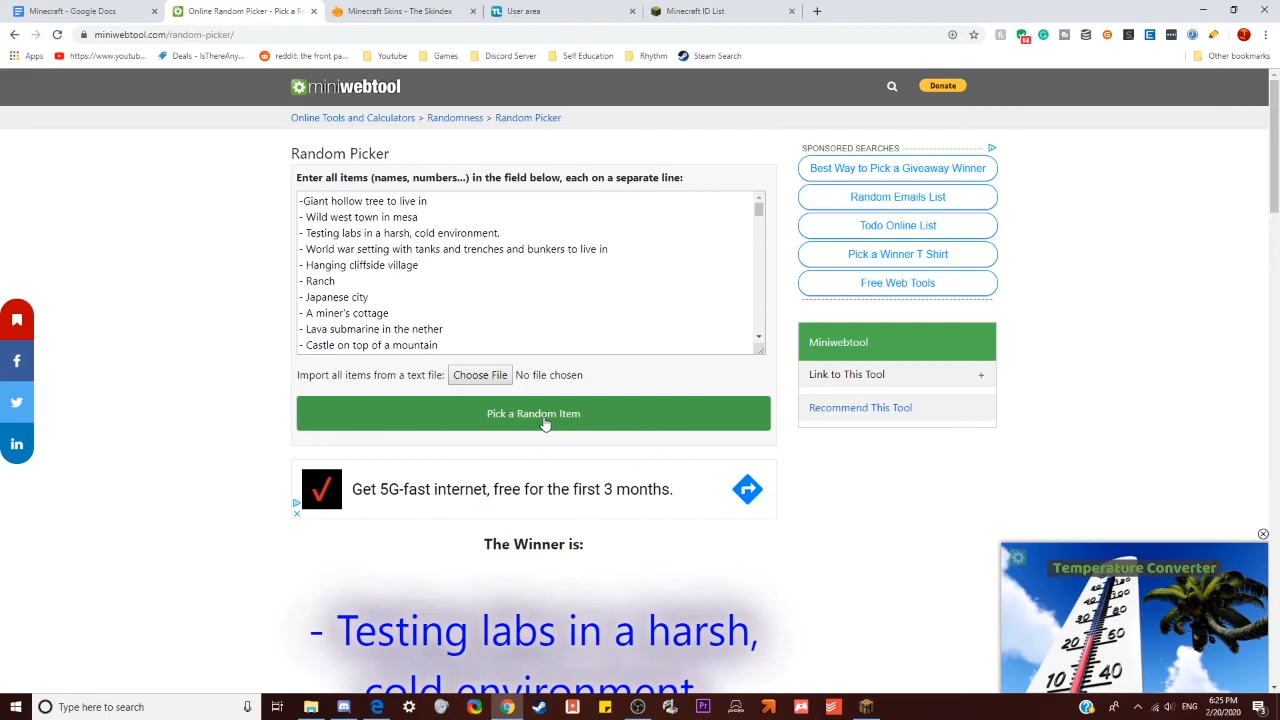 Minecraft - Google Docs
Online Random Picker - Pick a R
Minecraft Skins - The Skindex
User area
Minecraft ID List
miniwebtool.com/random-picker/
14
Apps
https://www.youtub...
Deals - IsThereAny...
reddit: the front pa...
Youtube
Games
Discord Server
Self Education
Rhythm
Steam Search
Other bookmarks
miniwebtool
Donate
Online Tools and Calculators > Randomness > Random Picker
Random Picker
Enter all items (names, numbers...) in the field below, each on a separate line:
-Giant hollow tree to live in
- Wild west town in mesa
- Testing labs in a harsh, cold environment.
- World war setting with tanks and trenches and bunkers to live in
- Hanging cliffside village
- Ranch
- Japanese city
- A miner's cottage
- Lava submarine in the nether
- Castle on top of a mountain
Import all items from a text file: Choose File No file chosen
Pick a Random Item
SPONSORED SEARCHES
Best Way to Pick a Giveaway Winner
Random Emails List
Todo Online List
Pick a Winner T Shirt
Free Web Tools
Miniwebtool
Link to This Tool +
Recommend This Tool
Get 5G-fast internet, free for the first 3 months.
The Winner is:
- Testing labs in a harsh,
cold environment.
Temperature Converter
Type here to search
6:25 PM
2/20/2020